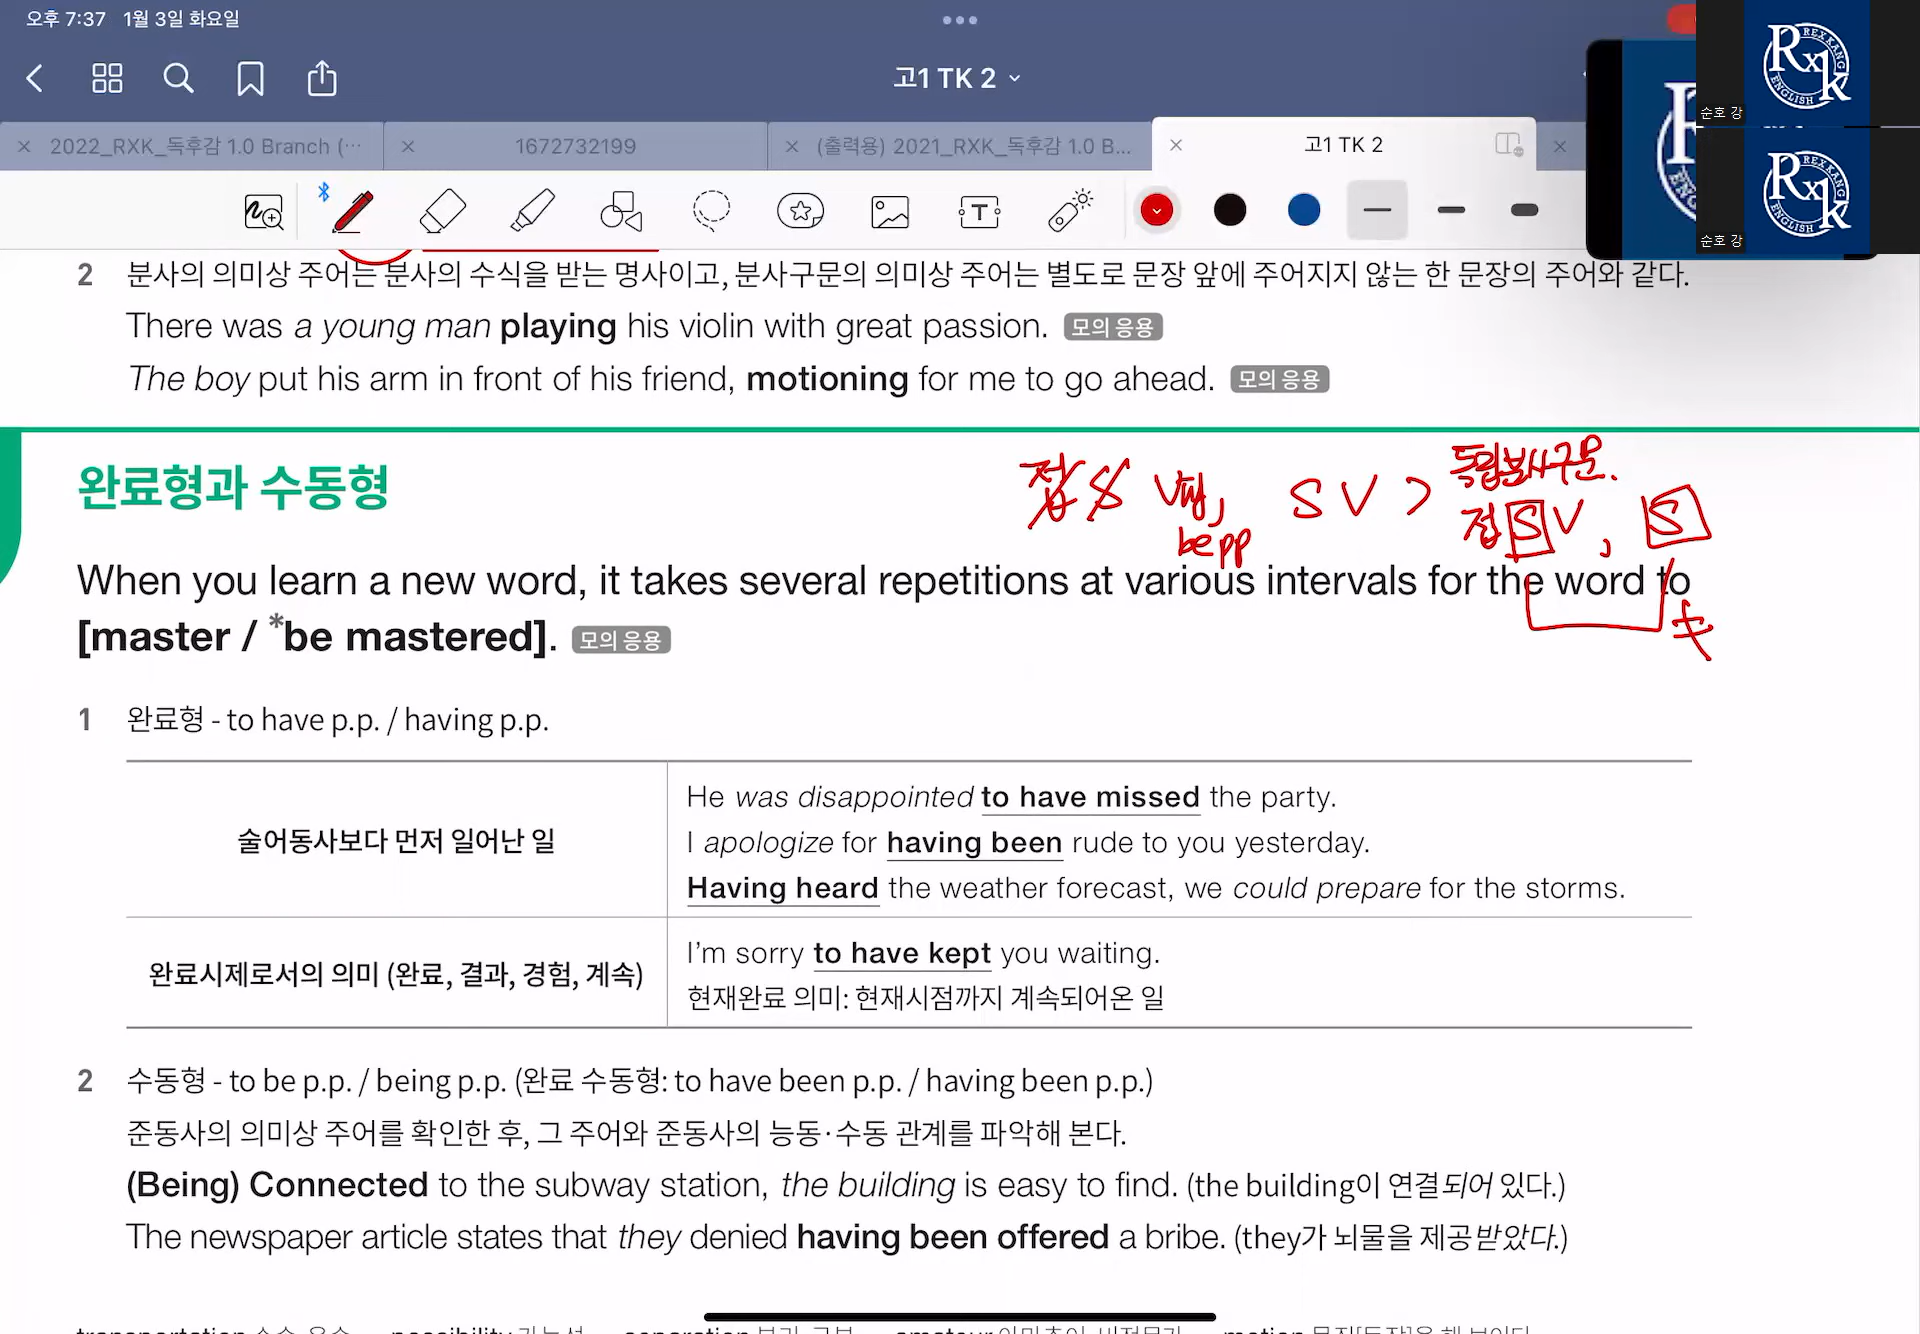 오후 7:37 1월 3일 화요일
고1 TK 2
2022_RXK_독후감 1.0 Branch (…
1672732199
(출력용) 2021_RXK_독후감 1.0 B...
고1 TK 2
REX KANG
RxK
ENGLISH
순호 강
REX KANG
RxK
ENGLISH
순호 강
2 분사의 의미상 주어는 분사의 수식을 받는 명사이고, 분사구문의 의미상 주어는 별도로 문장 앞에 주어지지 않는 한 문장의 주어와 같다.
There was a young man playing his violin with great passion. 모의 응용
The boy put his arm in front of his friend, motioning for me to go ahead. 모의 응용
독립분사구문.
접 S V, S V > 접 S V, S
be pp
완료형과 수동형
When you learn a new word, it takes several repetitions at various intervals for the word to
[master / *be mastered]. 모의 응용
1 완료형 - to have p.p. / having p.p.
술어동사보다 먼저 일어난 일
He was disappointed to have missed the party.
I apologize for having been rude to you yesterday.
Having heard the weather forecast, we could prepare for the storms.
완료시제로서의 의미 (완료, 결과, 경험, 계속)
I'm sorry to have kept you waiting.
현재완료 의미: 현재시점까지 계속되어온 일
2 수동형 - to be p.p. / being p.p. (완료 수동형: to have been p.p. / having been p.p.)
준동사의 의미상 주어를 확인한 후, 그 주어와 준동사의 능동·수동 관계를 파악해 본다.
(Being) Connected to the subway station, the building is easy to find. (the building이 연결되어 있다.)
The newspaper article states that they denied having been offered a bribe. (they가 뇌물을 제공받았다.)